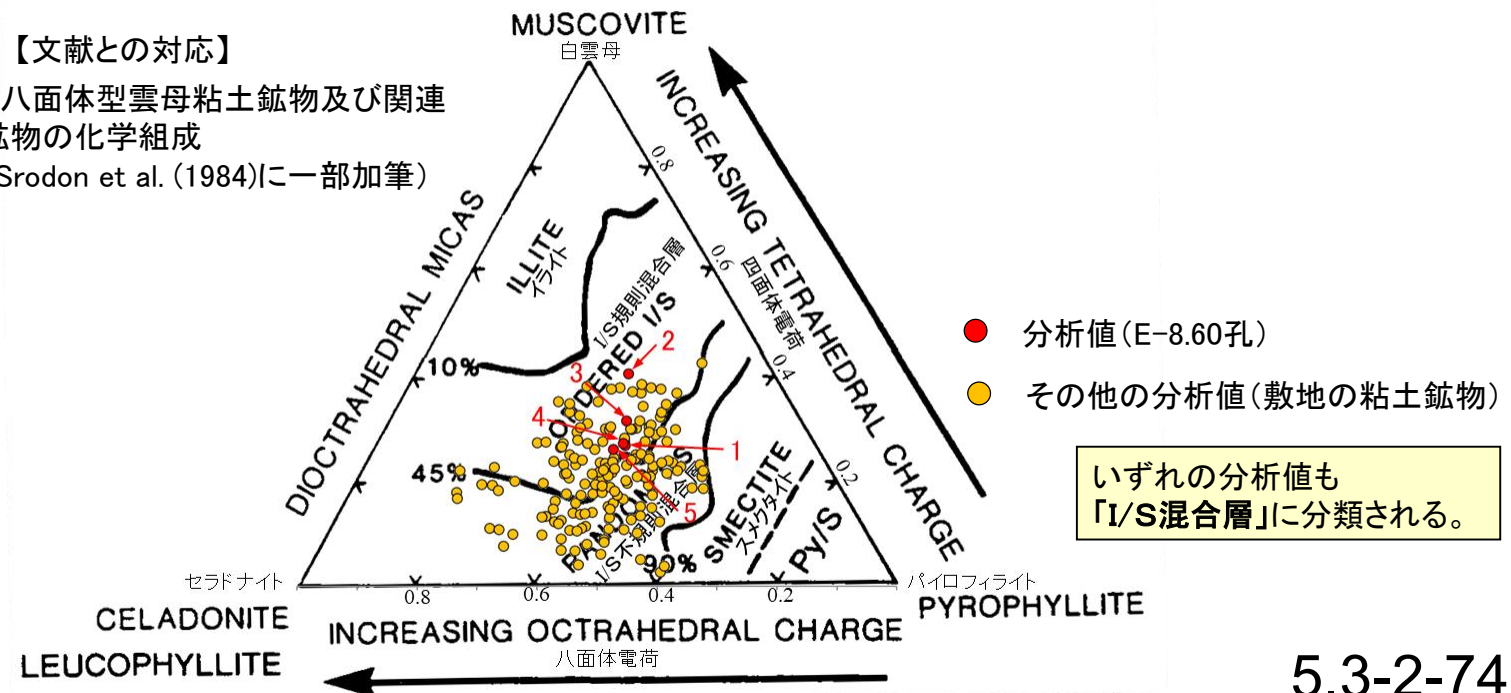 【文献との対応】
八面体型雲母粘土鉱物及び関連
鉱物の化学組成
Srodon et al. (1984)に一部加筆）
MUSCOVITE
白雲母
INCREASING TETRAHEDRAL CHARGE
四面体電荷
0.8
0.6
0.4
0.2
DIOCTRAHEDRAL MICAS
ILLITE
イライト
I/S規則混合層
ORDERED I/S
10%
45%
90%
2
3
4
1
5
I/S不規則混合層
SMECTITE
スメクタイト
Py/S
セラドナイト
パイロフィライト
0.8
0.6
0.4
0.2
CELADONITE
LEUCOPHYLLITE
INCREASING OCTRAHEDRAL CHARGE
八面体電荷
PYROPHYLLITE
分析値（E-8.60孔）
その他の分析値（敷地の粘土鉱物）
いずれの分析値も
「I/S混合層」に分類される。
5.3-2-74